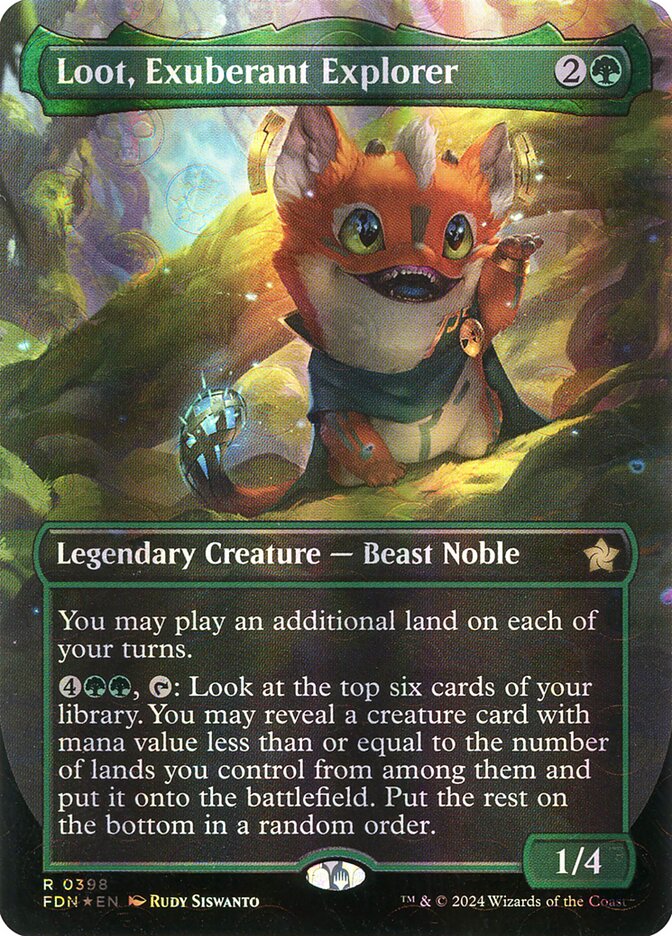 Loot, Exuberant Explorer 2
Legendary Creature — Beast Noble
You may play an additional land on each of
your turns.
4, : Look at the top six cards of your
library. You may reveal a creature card with
mana value less than or equal to the number
of lands you control from among them and
put it onto the battlefield. Put the rest on
the bottom in a random order.
1/4
R 0398
FDN★EN Rudy Siswanto
™ & © 2024 Wizards of the Coast